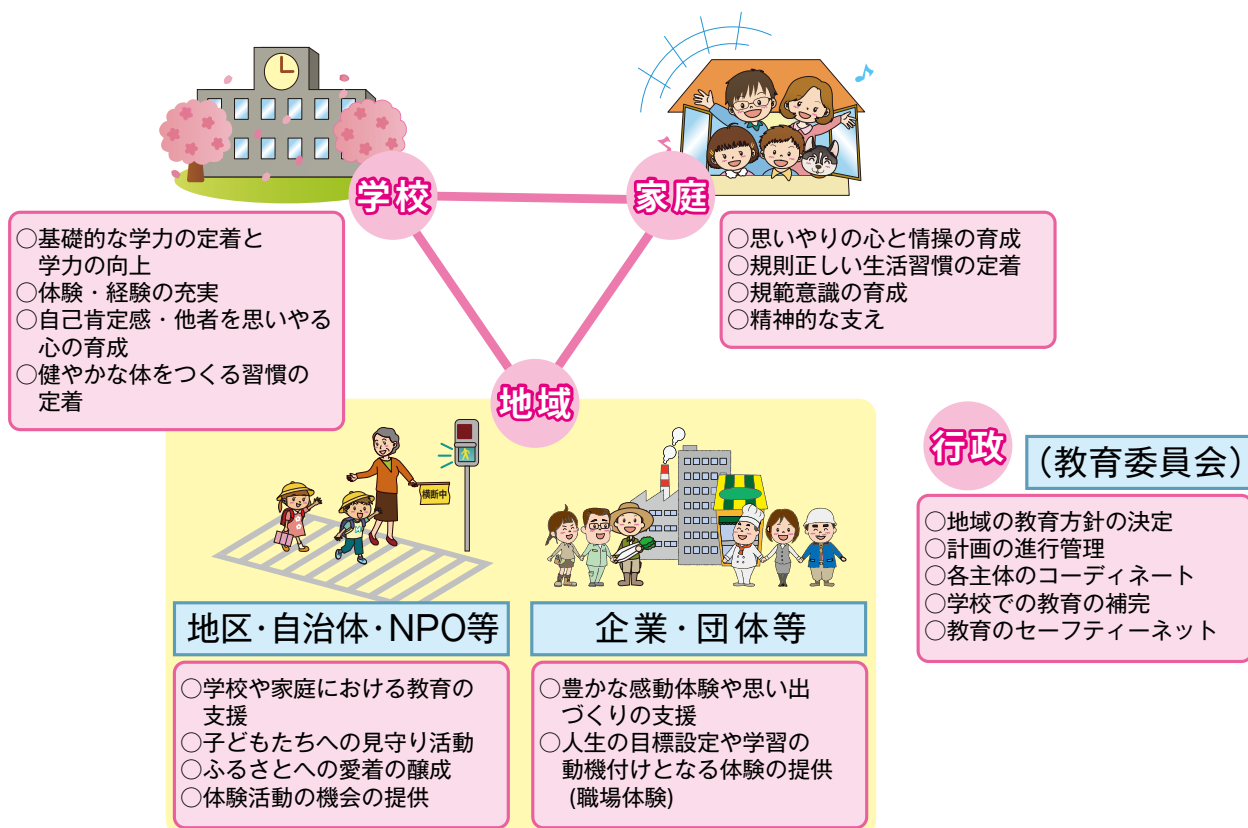 学校
家庭
○基礎的な学力の定着と
学力の向上
○体験・経験の充実
○自己肯定感・他者を思いやる
心の育成
○健やかな体をつくる習慣の
定着
○思いやりの心と情操の育成
○規則正しい生活習慣の定着
○規範意識の育成
○精神的な支え
地域
横断中
地区・自治体・NPO等
○学校や家庭における教育の
支援
○子どもたちへの見守り活動
○ふるさとへの愛着の醸成
○体験活動の機会の提供
企業・団体等
○豊かな感動体験や思い出
づくりの支援
○人生の目標設定や学習の
動機付けとなる体験の提供
(職場体験)
行政
(教育委員会)
○地域の教育方針の決定
○計画の進行管理
○各主体のコーディネート
○学校での教育の補完
○教育のセーフティーネット